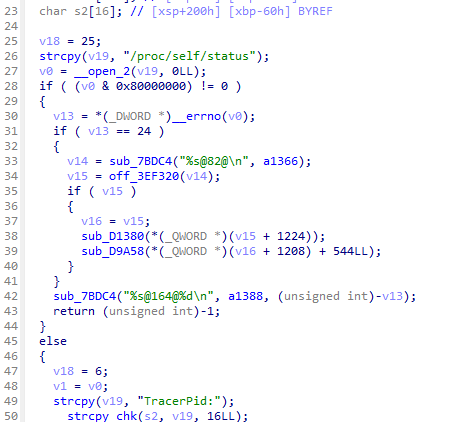 23 char s2[16]; // [xsp+200h] [xbp-60h] BYREF
24
25 v18 = 25;
26 strcpy(v19, "/proc/self/status");
27 v0 = __open_2(v19, 0LL);
28 if ( (v0 & 0x80000000) != 0 )
29 {
30 v13 = *(_DWORD *)__errno(v0);
31 if ( v13 == 24 )
32 {
33 v14 = sub_7BDC4("%s@82@\n", a1366);
34 v15 = off_3EF320(v14);
35 if ( v15 )
36 {
37 v16 = v15;
38 sub_D1380(*(_QWORD *)(v15 + 1224));
39 sub_D9A58(*(_QWORD *)(v16 + 1208) + 544LL);
40 }
41 }
42 sub_7BDC4("%s@164@%d\n", a1388, (unsigned int)-v13);
43 return (unsigned int)-1;
44 }
45 else
46 {
47 v18 = 6;
48 v1 = v0;
49 strcpy(v19, "TracerPid:");
50 strcpy chk(s2, v19, 16LL);